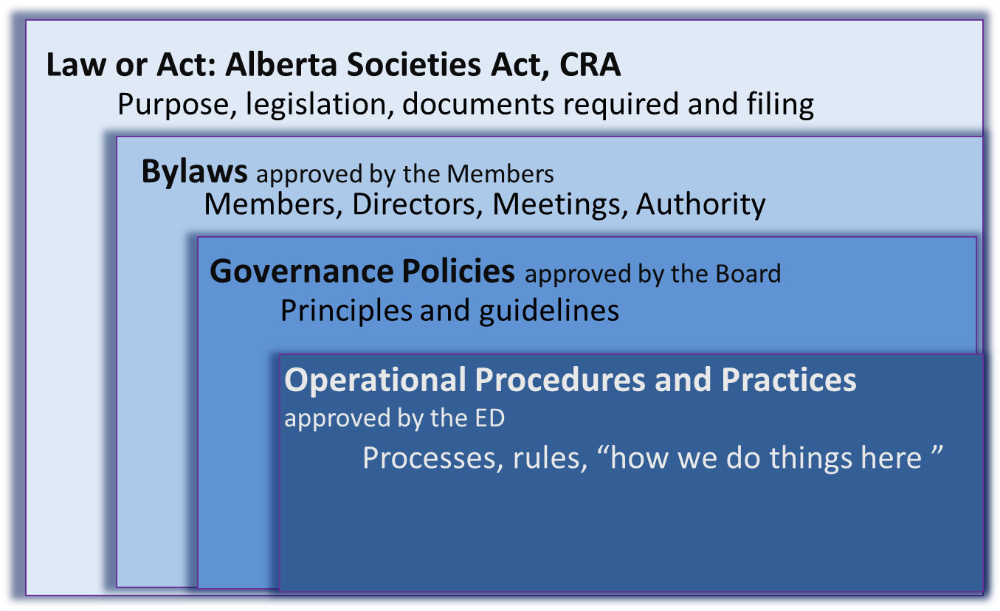 Law or Act: Alberta Societies Act, CRA
Purpose, legislation, documents required and filing
Bylaws approved by the Members
Members, Directors, Meetings, Authority
Governance Policies approved by the Board
Principles and guidelines
Operational Procedures and Practices
approved by the ED
Processes, rules, “how we do things here ”